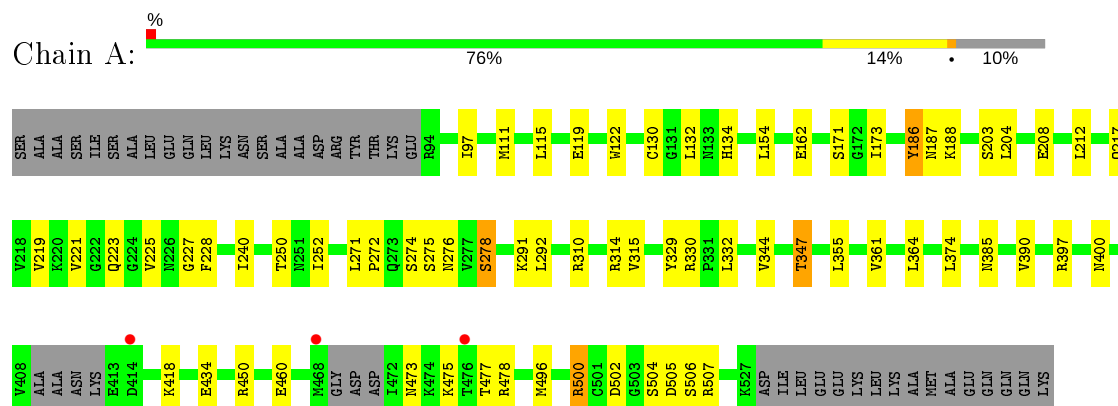 %
Chain A:
76% 14% • 10%
SER ALA ALA SER ILE SER ALA LEU GLU GLN LEU LYS ASN SER ALA ALA ASP ARG TYR THR THR LYS GLU R94 I97 M111 L115 E119 W122 C130 G131 L132 N133 H134 L154 E162 S171 G172 I173 Y186 N187 K188 S203 L204 E208 L212
V218 V219 K220 V221 G222 Q223 G224 V225 N226 G227 F228 I240 T250 N251 I252 L271 P272 Q273 S274 S275 N276 V277 S278 K291 L292 R310 R314 V315 Y329 R330 P331 L332 V344 T347 L355 V361 L364 L374 N385 V390 R397 N400
V408 ALA ALA ASN LYS E413 D414 K418 E434 R450 E460 M468 GLY ASP ASP I472 N473 K474 K475 T476 T477 R478 M496 R500 C501 D502 G503 S504 D505 S506 R507 K527 ASP ILE LEU GLU GLU LYS LEU LYS ALA MET ALA GLU GLN GLN GLN LYS